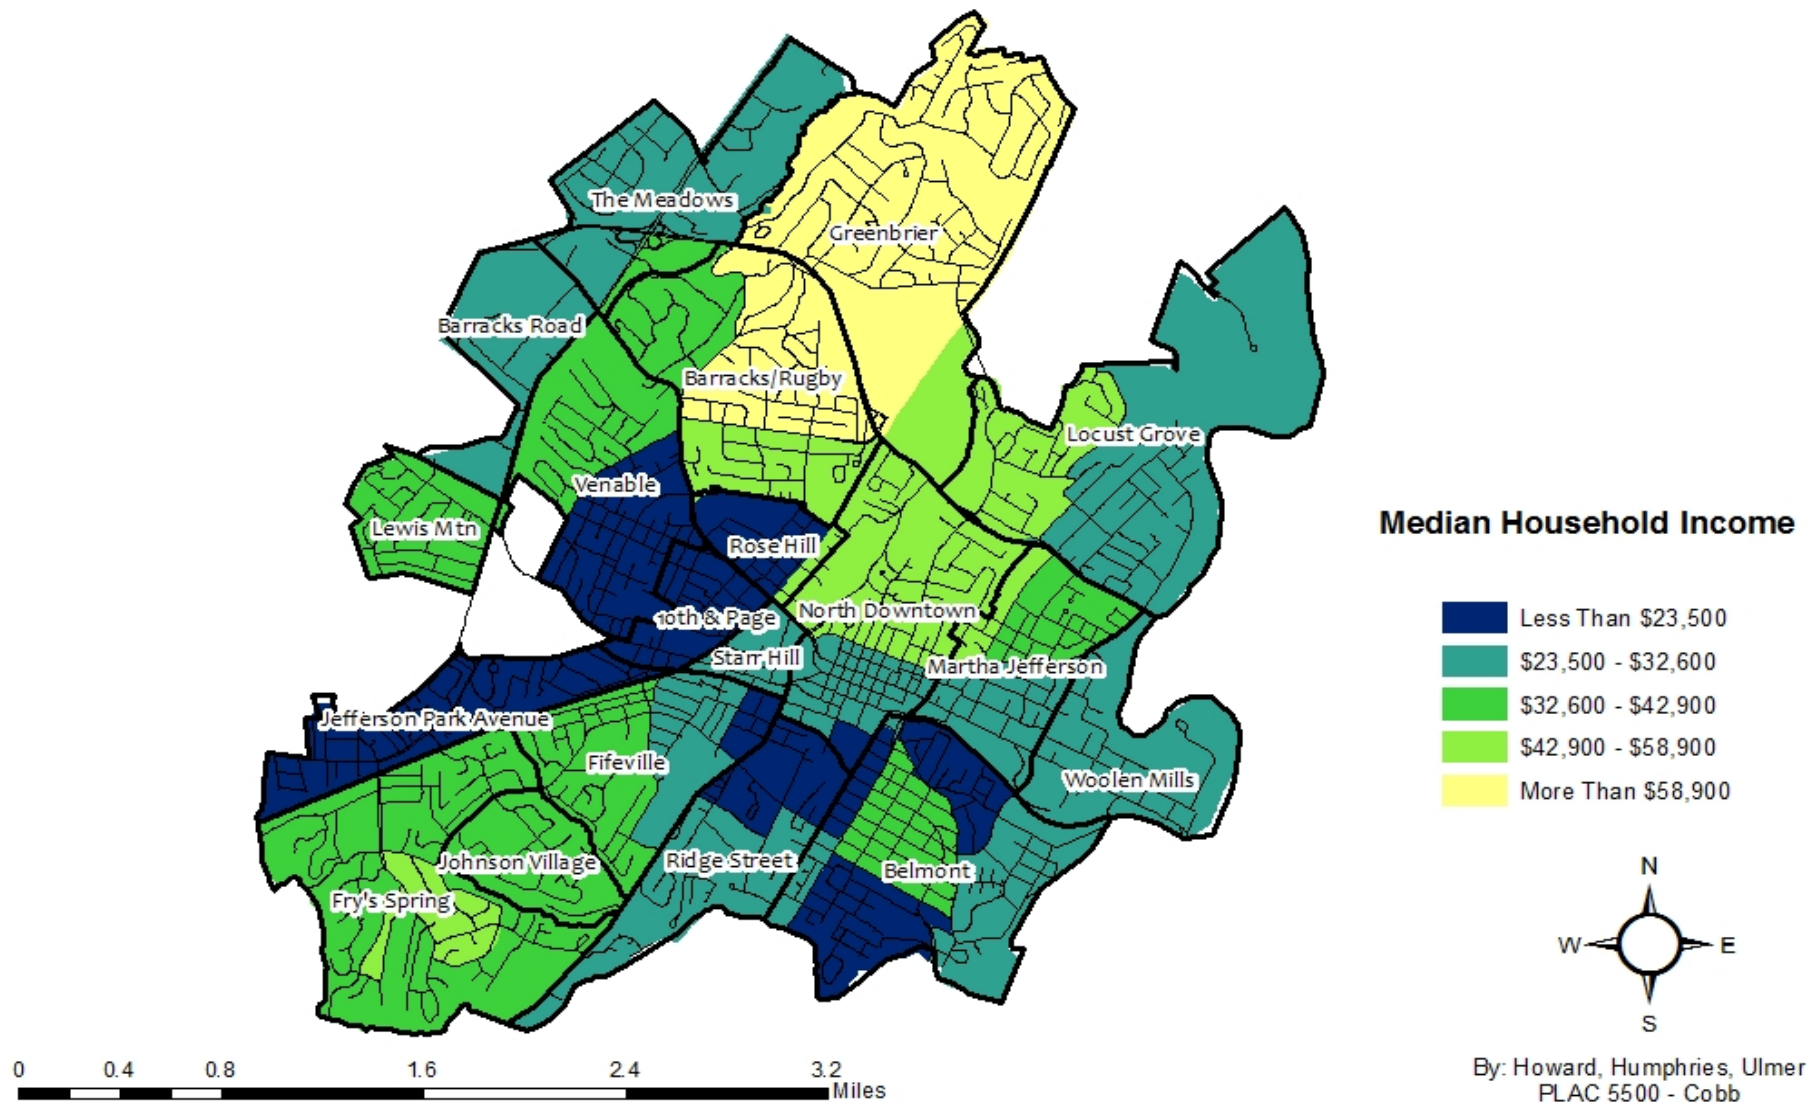 The Meadows
Greenbrier
Barracks Road
Barracks/Rugby
Locust Grove
Venable
Lewis Mtn
Rose Hill
10th & Page
North Downtown
Starr Hill
Martha Jefferson
Jefferson Park Avenue
Fifeville
Woolen Mills
Johnson Village
Ridge Street
Belmont
Fry's Spring
Median Household Income
Less Than $23,500
$23,500 - $32,600
$32,600 - $42,900
$42,900 - $58,900
More Than $58,900
N
W E
S
0 0.4 0.8 1.6 2.4 3.2
Miles
By: Howard, Humphries, Ulmer
PLAC 5500 - Cobb